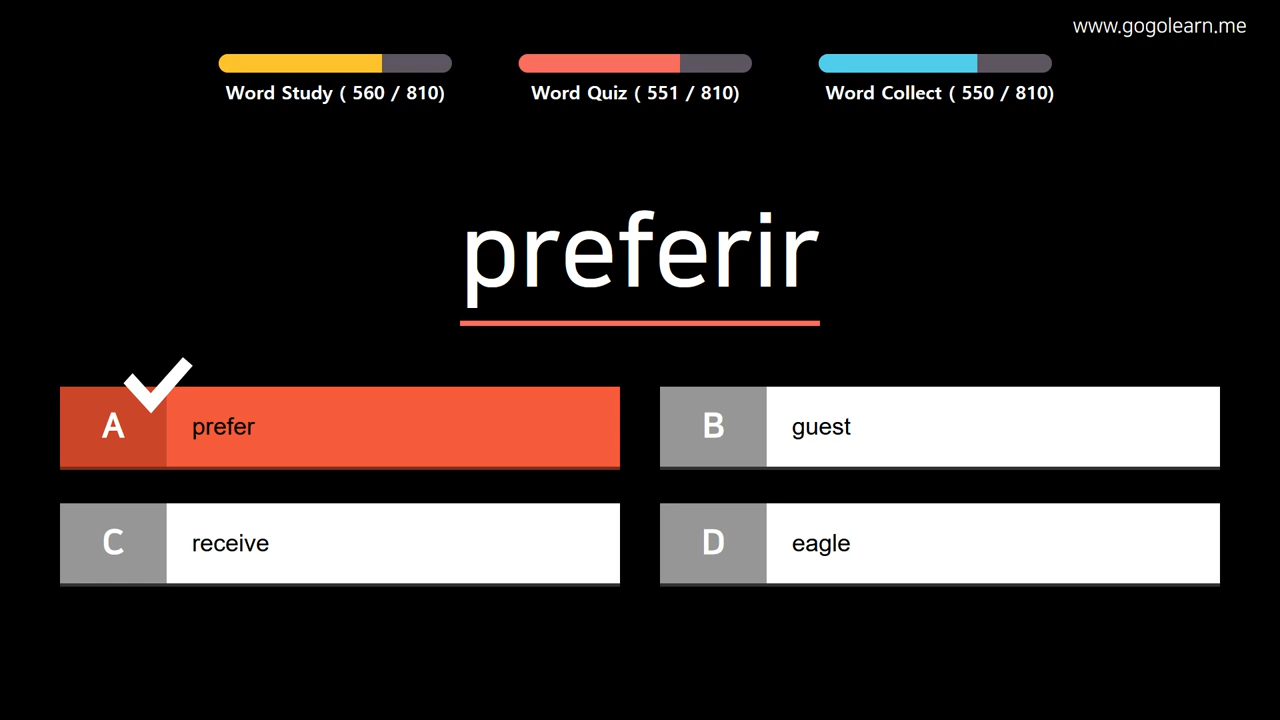 www.gogolearn.me
Word Study ( 560 / 810)
Word Quiz ( 551 / 810)
Word Collect ( 550 / 810)
preferir
A prefer
B guest
C receive
D eagle